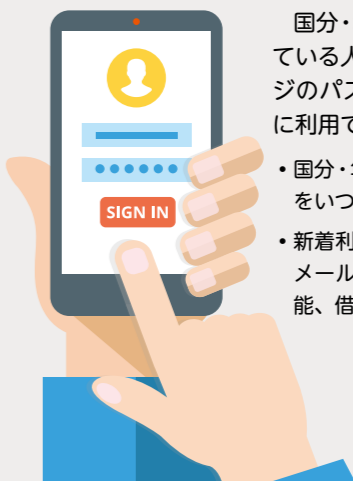 国分・
ている人
ジのパス
に利用で
・国分・
をいつ
・新着利
メール
能、借
SIGN IN